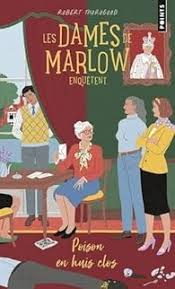 ROBERT THOROGOOD
LES DAMES DE
MARLOW
ENQUÊTENT
POINTS
Poison
en huis clos